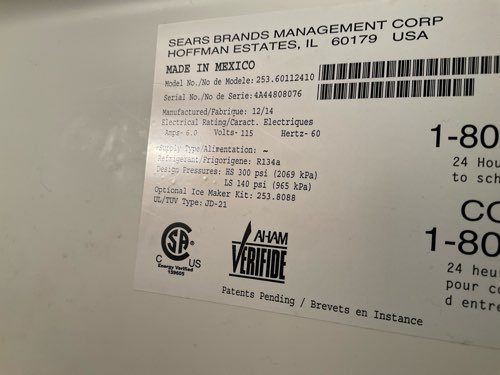 SEARS BRANDS MANAGEMENT CORP
HOFFMAN ESTATES, IL 60179 USA
MADE IN MEXICO
Model No./No de Modele: 253.60112410
Serial No./No de Serie: 4A44808076
Manufactured/Fabrique: 12/14
Electrical Rating/Caract. Electriques
Amps- 6.0 Volts- 115 Hertz- 60
Supply Type/Alimentation: ~
Refrigerant/Frigorigene: R134a
Design Pressures: HS 300 psi (2069 kPa)
LS 140 psi (965 kPa)
Optional Ice Maker Kit: 253.8088
UL/TUV Type: JD-21
CSA
C US
Energy Verified
159605
AHAM
VERIFIDE
Patents Pending / Brevets en Instance
1-80
24 Hou
to sch
CO
1-80
24 heur
pour c
d entre